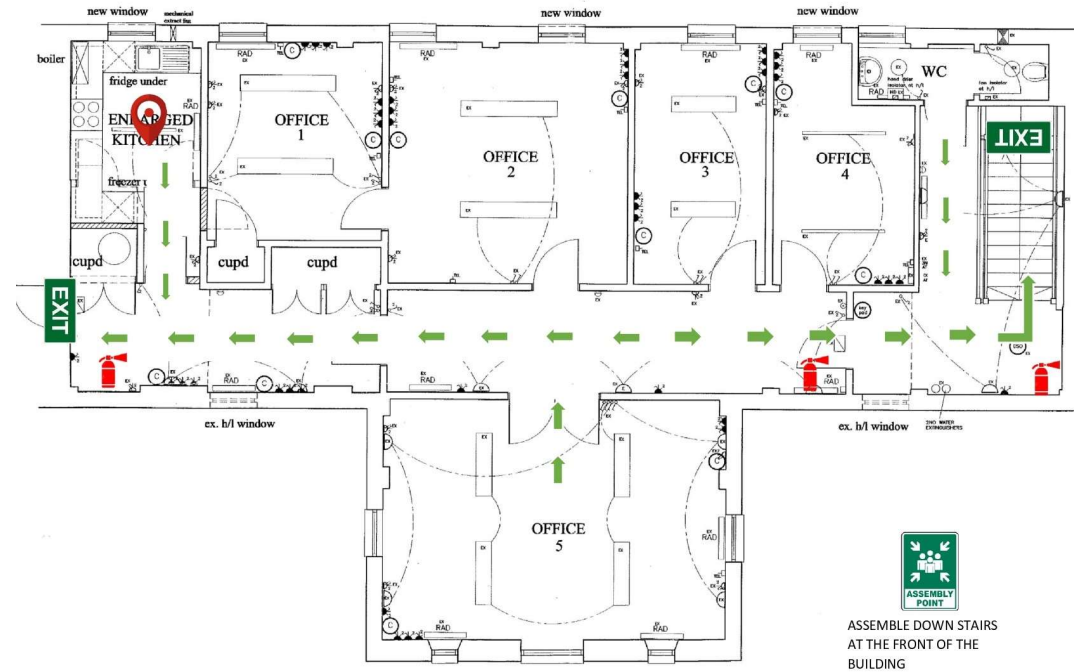 new window
mechanical
extract fan
new window
new window
boiler
RAD
RAD
RAD
RAD
WC
fridge under
RAD
ENLARGED
KITCHEN
OFFICE
1
OFFICE
2
OFFICE
3
OFFICE
4
EXIT
freezer
cupd
cupd
cupd
key
pad
EXIT
RAD
RAD
RAD
ex. h/l window
ex. h/l window
2NO WATER
EXTINGUISHERS
OFFICE
5
RAD
RAD
RAD
ASSEMBLY
POINT
ASSEMBLE DOWN STAIRS
AT THE FRONT OF THE
BUILDING